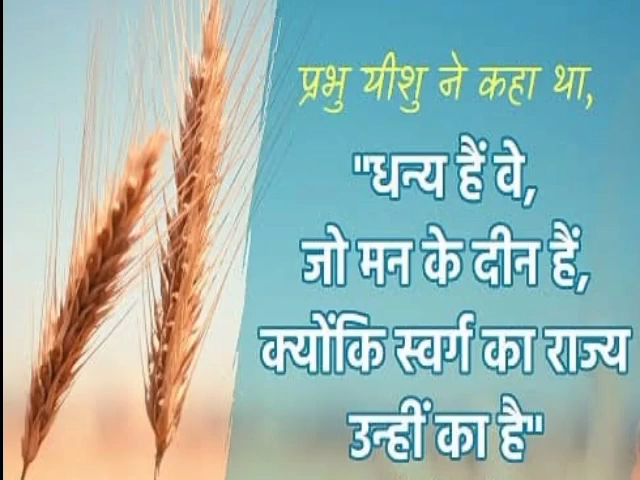 प्रभु यीशु ने कहा था,
"धन्य हैं वे,
जो मन के दीन हैं,
क्योंकि स्वर्ग का राज्य
उन्हीं का है"